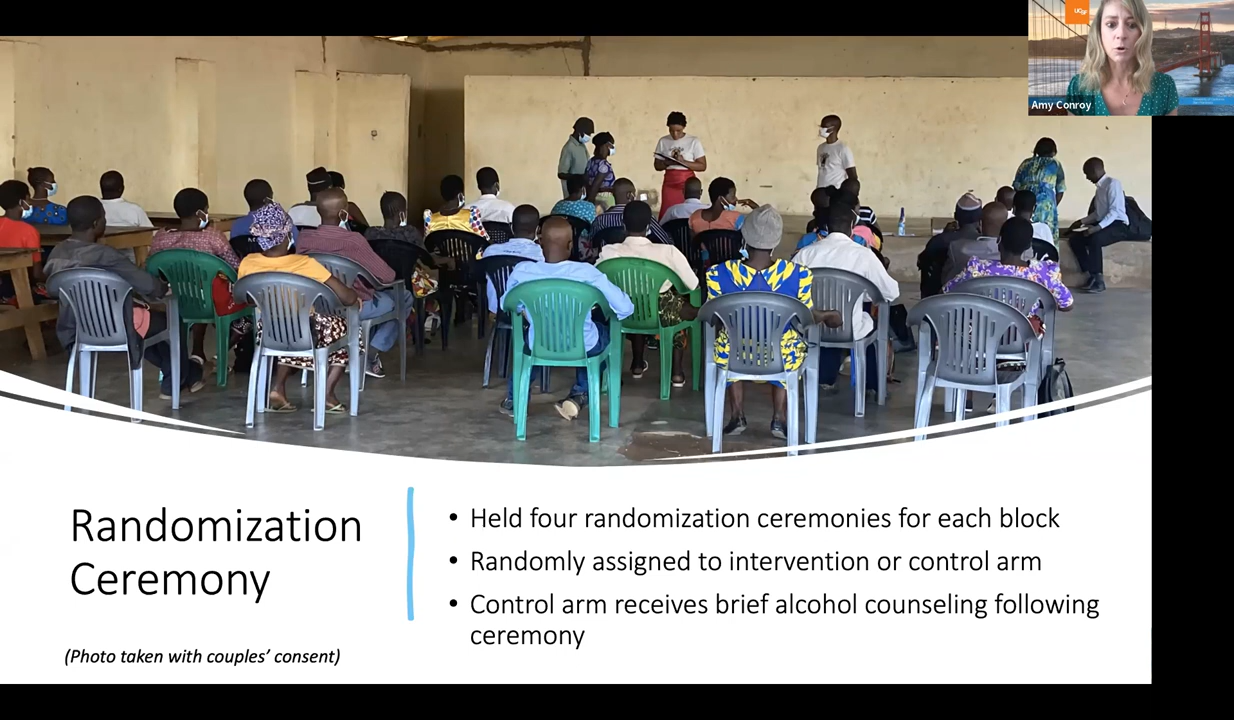 UCSF
Amy Conroy
Randomization
Ceremony
(Photo taken with couples’ consent)
• Held four randomization ceremonies for each block
• Randomly assigned to intervention or control arm
• Control arm receives brief alcohol counseling following
ceremony